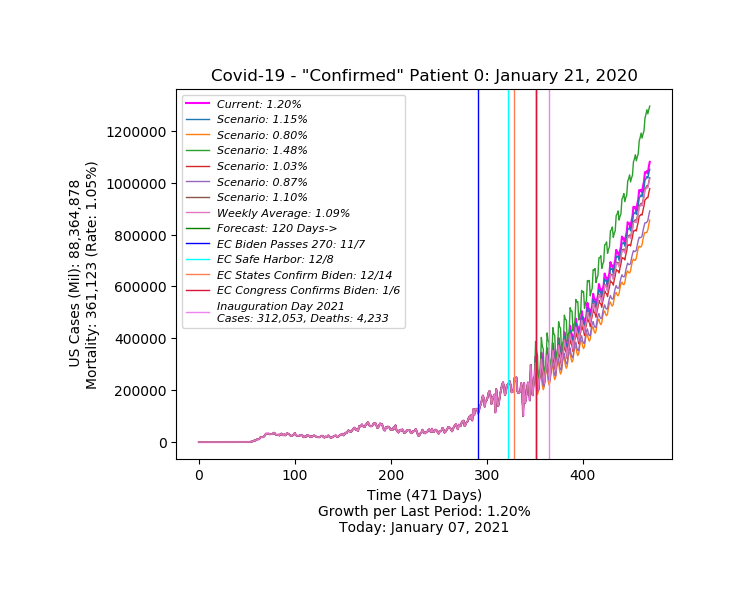 Covid-19 - "Confirmed" Patient 0: January 21, 2020
Current: 1.20%
Scenario: 1.15%
Scenario: 0.80%
Scenario: 1.48%
Scenario: 1.03%
Scenario: 0.87%
Scenario: 1.10%
Weekly Average: 1.09%
Forecast: 120 Days->
EC Biden Passes 270: 11/7
EC Safe Harbor: 12/8
EC States Confirm Biden: 12/14
EC Congress Confirms Biden: 1/6
Inauguration Day 2021
Cases: 312,053, Deaths: 4,233
1200000
1000000
800000
600000
400000
200000
0
US Cases (Mil): 88,364,878
Mortality: 361,123 (Rate: 1.05%)
0 100 200 300 400
Time (471 Days)
Growth per Last Period: 1.20%
Today: January 07, 2021